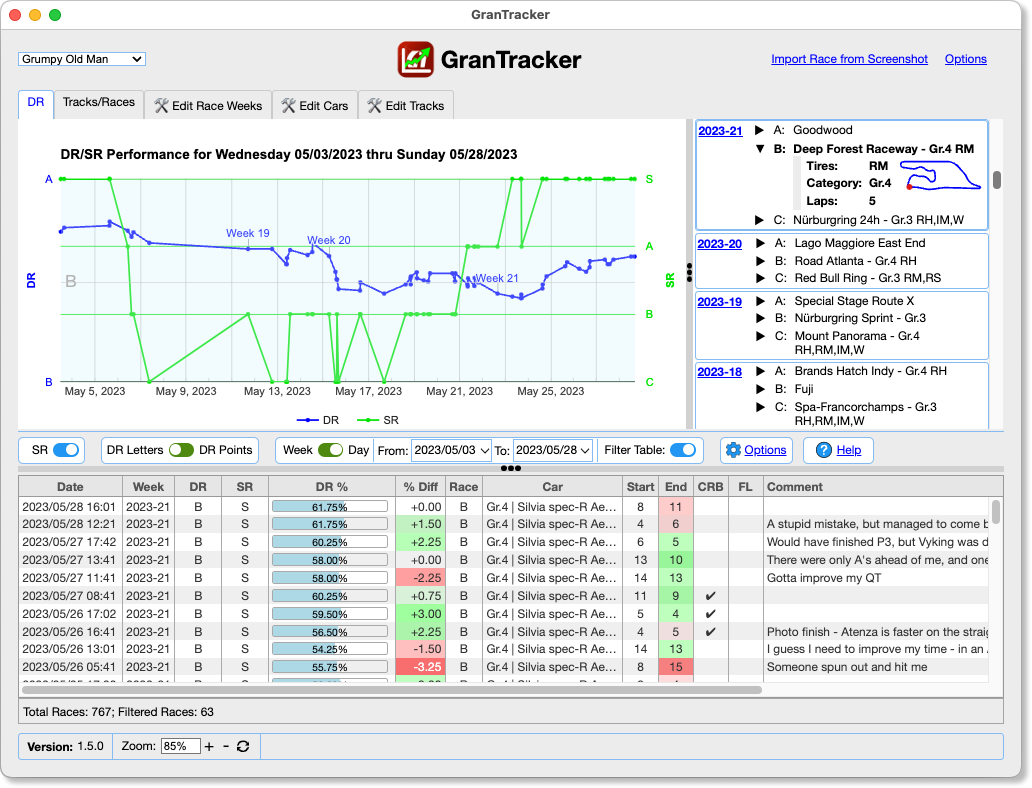 GranTracker
Grumpy Old Man
GranTracker
Import Race from Screenshot Options
DR Tracks/Races Edit Race Weeks Edit Cars Edit Tracks
DR/SR Performance for Wednesday 05/03/2023 thru Sunday 05/28/2023
A S
Week 19 Week 20
A
DR B Week 21 SR
B
B C
May 5, 2023 May 9, 2023 May 13, 2023 May 17, 2023 May 21, 2023 May 25, 2023
DR SR
2023-21 ▶ A: Goodwood
▼ B: Deep Forest Raceway - Gr.4 RM
Tires: RM
Category: Gr.4
Laps: 5
▶ C: Nürburgring 24h - Gr.3 RH,IM,W
2023-20 ▶ A: Lago Maggiore East End
▶ B: Road Atlanta - Gr.4 RH
▶ C: Red Bull Ring - Gr.3 RM,RS
2023-19 ▶ A: Special Stage Route X
▶ B: Nürburgring Sprint - Gr.3
▶ C: Mount Panorama - Gr.4
RH,RM,IM,W
2023-18 ▶ A: Brands Hatch Indy - Gr.4 RH
▶ B: Fuji
▶ C: Spa-Francorchamps - Gr.3
RH,RM,IM,W
SR DR Letters DR Points Week Day From: 2023/05/03 To: 2023/05/28 Filter Table: Options Help
Date Week DR SR DR % % Diff Race Car Start End CRB FL Comment
2023/05/28 16:01 2023-21 B S 61.75% +0.00 B Gr.4 | Silvia spec-R Ae... 8 11
2023/05/28 12:21 2023-21 B S 61.75% +1.50 B Gr.4 | Silvia spec-R Ae... 4 6 A stupid mistake, but managed to come b
2023/05/27 17:42 2023-21 B S 60.25% +2.25 B Gr.4 | Silvia spec-R Ae... 6 5 Would have finished P3, but Vyking was d
2023/05/27 13:41 2023-21 B S 58.00% +0.00 B Gr.4 | Silvia spec-R Ae... 13 10 There were only A's ahead of me, and one
2023/05/27 11:41 2023-21 B S 58.00% -2.25 B Gr.4 | Silvia spec-R Ae... 14 13 Gotta improve my QT
2023/05/27 08:41 2023-21 B S 60.25% +0.75 B Gr.4 | Silvia spec-R Ae... 11 9 ✔
2023/05/26 17:02 2023-21 B S 59.50% +3.00 B Gr.4 | Silvia spec-R Ae... 5 4 ✔
2023/05/26 16:41 2023-21 B S 56.50% +2.25 B Gr.4 | Silvia spec-R Ae... 4 5 ✔ Photo finish - Atenza is faster on the straig
2023/05/26 13:01 2023-21 B S 54.25% -1.50 B Gr.4 | Silvia spec-R Ae... 14 13 I guess I need to improve my time - in an A
2023/05/26 05:41 2023-21 B S 55.75% -3.25 B Gr.4 | Silvia spec-R Ae... 8 15 Someone spun out and hit me
Total Races: 767; Filtered Races: 63
Version: 1.5.0 Zoom: 85% + -